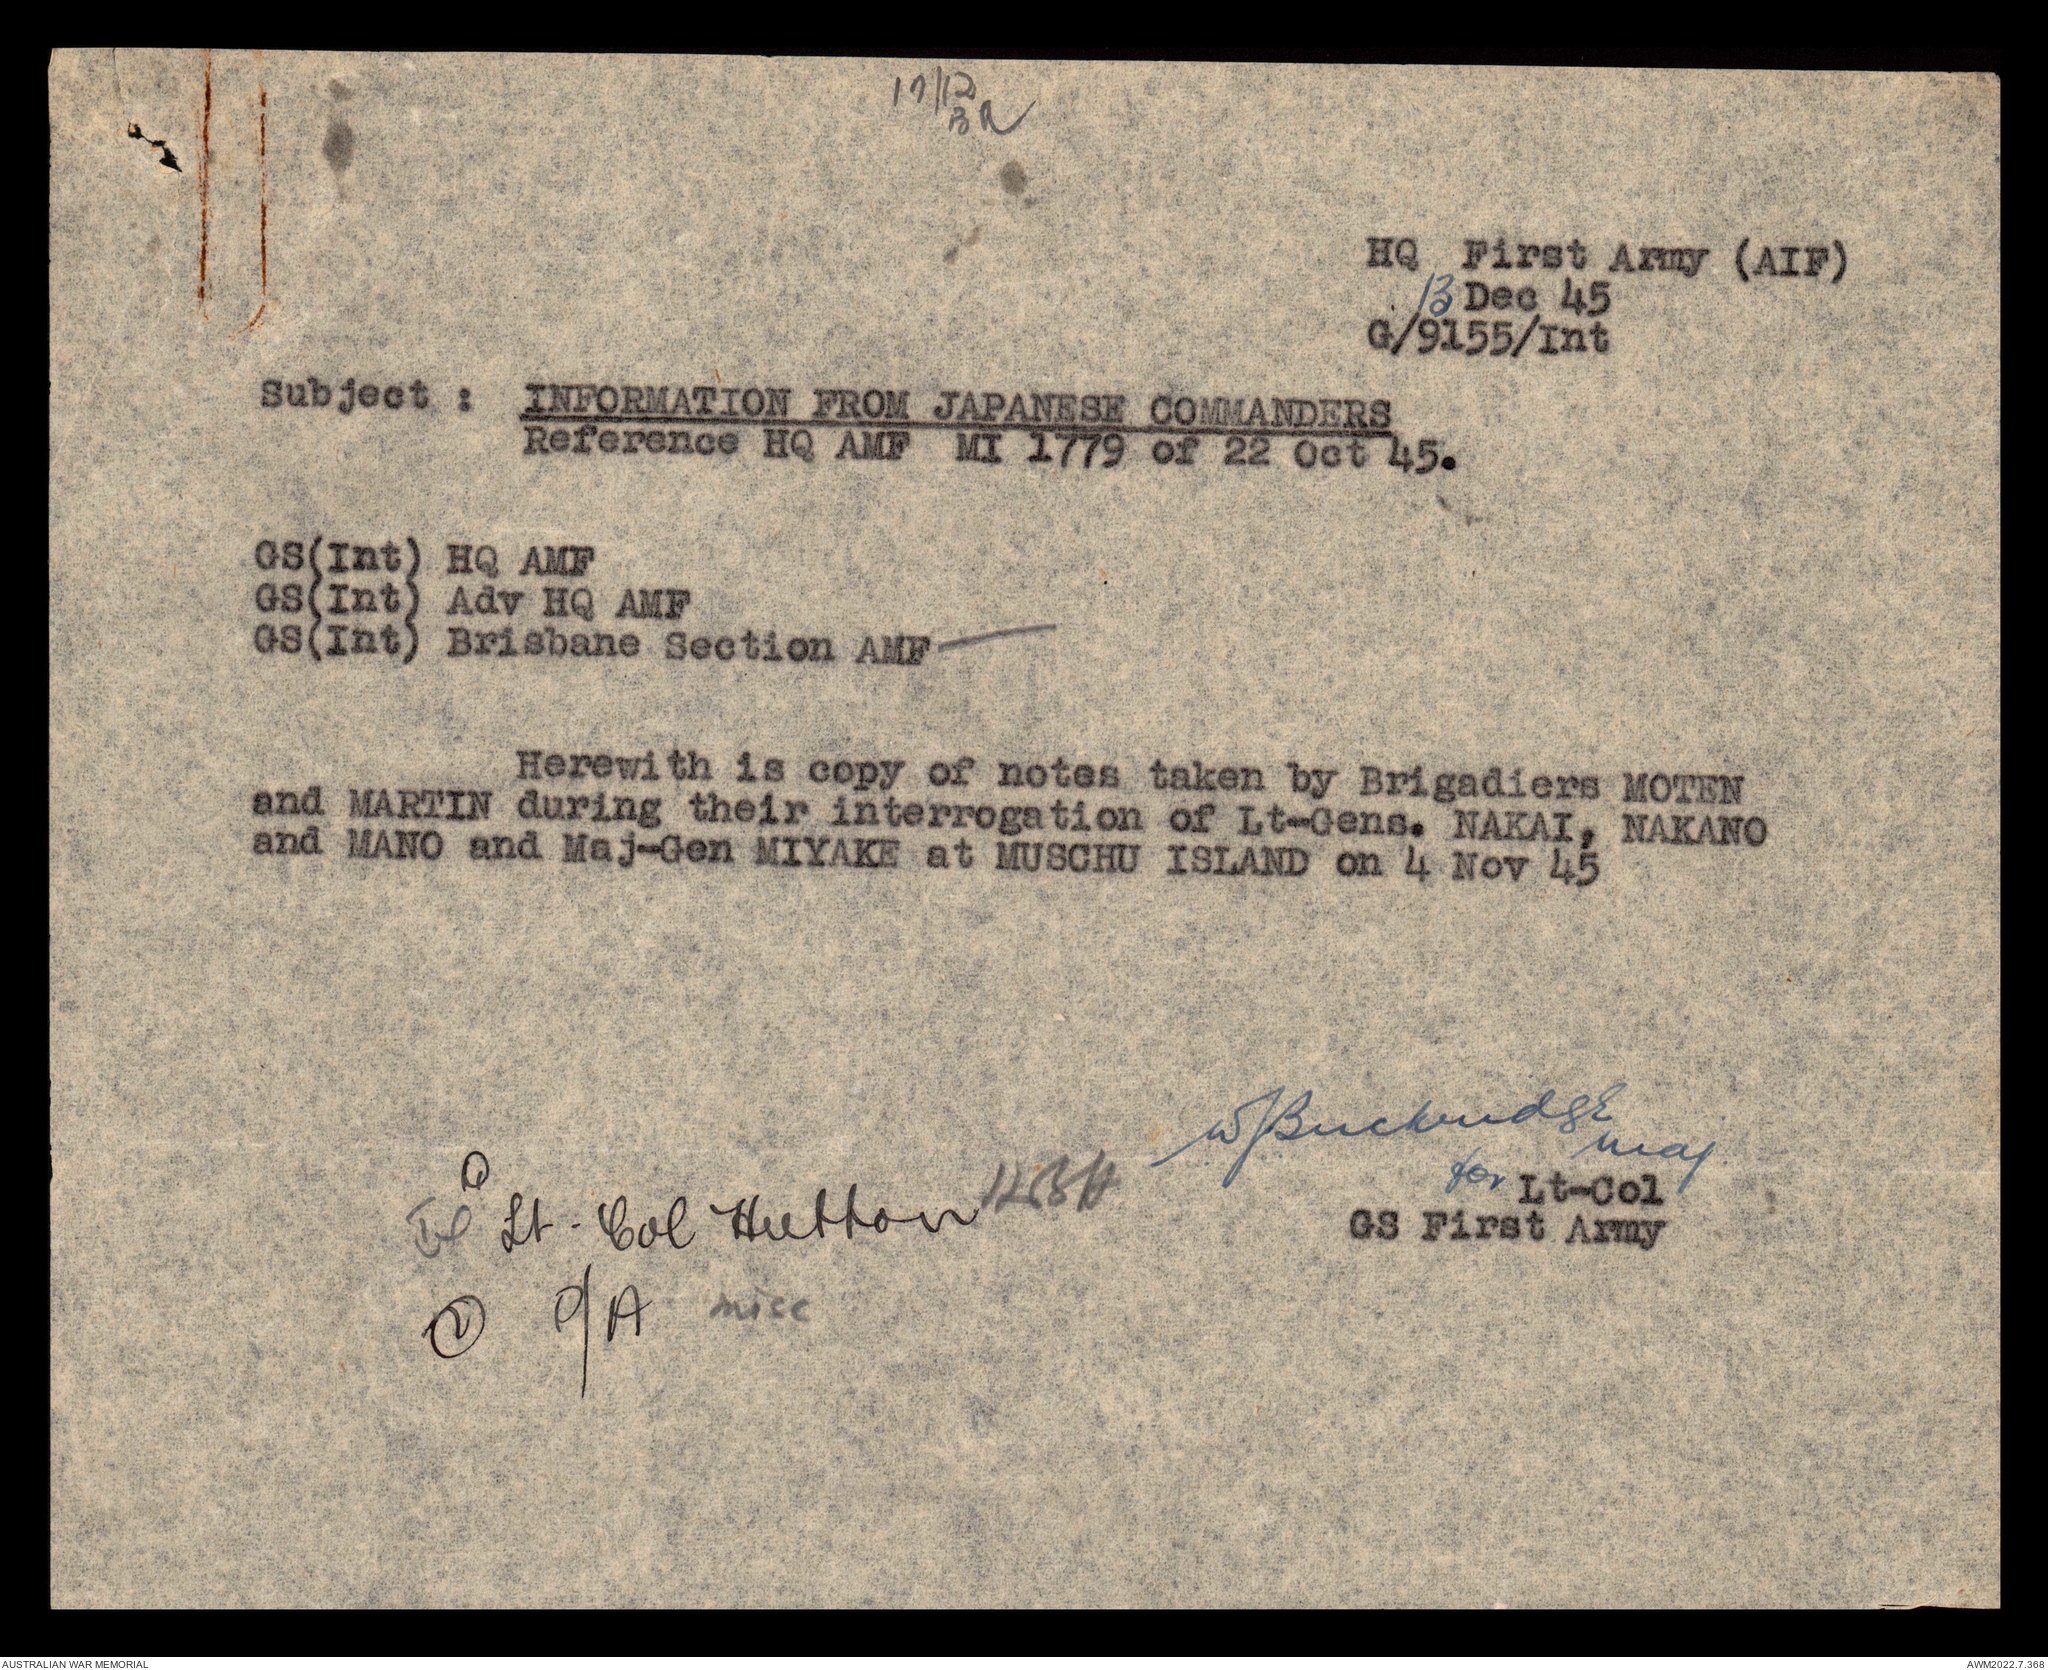 17/12
BR
HQ First Army (AIF)
13 Dec 45
G/9155/Int
Subject : INFORMATION FROM JAPANESE COMMANDERS
Reference HQ AMF MI 1779 of 22 Oct 45.
GS(Int) HQ AMF
GS(Int) Adv HQ AMF
GS(Int) Brisbane Section AMF
Herewith is copy of notes taken by Brigadiers MOTEN
and MARTIN during their interrogation of Lt-Gens. NAKAI, NAKANO
and MANO and Maj-Gen MIYAKE at MUSCHU ISLAND on 4 Nov 45
WJBuckridge
Maj
for Lt-Col
GS First Army
Lt-Col Hutton
2 P/A misc
AUSTRALIAN WAR MEMORIAL
AWM2022.7.368